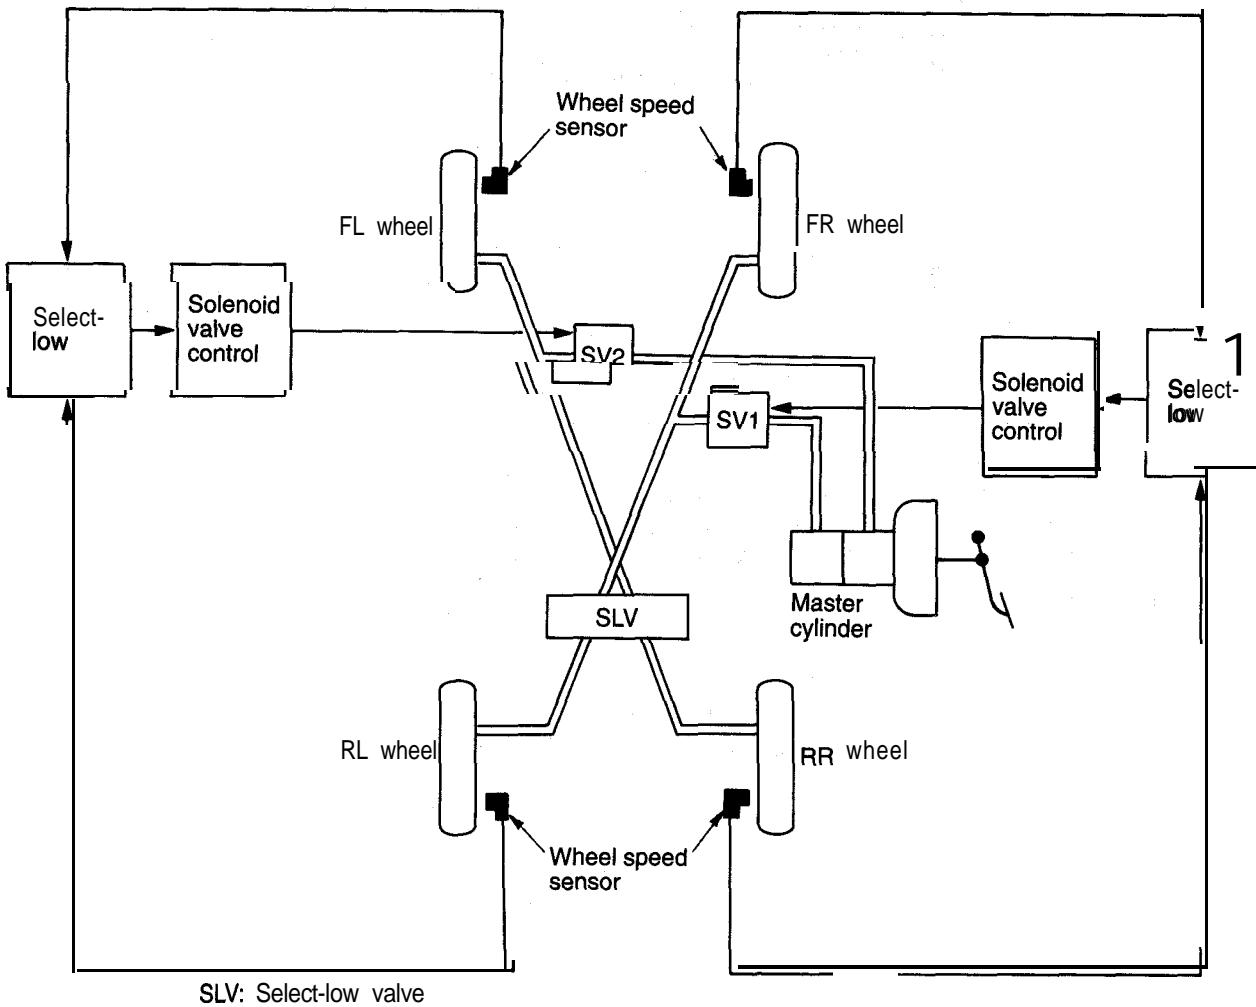 Wheel speed
sensor
FL wheel
FR wheel
Select-
low
Solenoid
valve
control
SV2
SV1
Solenoid
valve
control
Select-
low
Master
cylinder
SLV
RL wheel
RR wheel
Wheel speed
sensor
SLV: Select-low valve